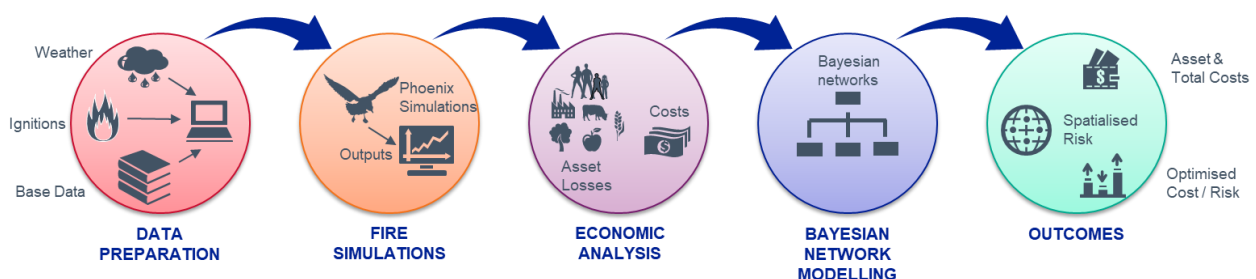 Weather
Ignitions
Base Data
DATA
PREPARATION
Phoenix
Simulations
Outputs
FIRE
SIMULATIONS
Costs
$
Asset
Losses
ECONOMIC
ANALYSIS
Bayesian
networks
BAYESIAN
NETWORK
MODELLING
$
Asset &
Total Costs
Spatialised
Risk
Optimised
Cost / Risk
OUTCOMES